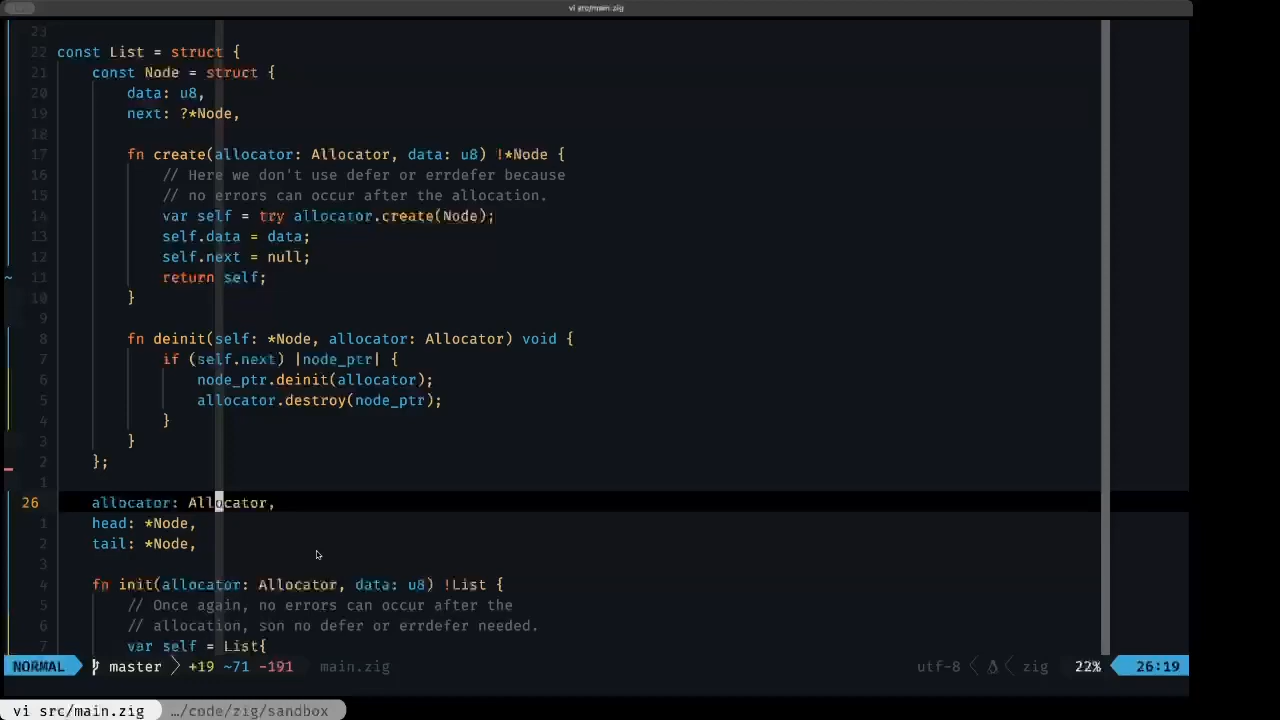 vi src/main.zig
23
22 const List = struct {
21 const Node = struct {
20 data: u8,
19 next: ?*Node,
18
17 fn create(allocator: Allocator, data: u8) !*Node {
16 // Here we don't use defer or errdefer because
15 // no errors can occur after the allocation.
14 var self = try allocator.create(Node);
13 self.data = data;
12 self.next = null;
~ 11 return self;
10 }
9
8 fn deinit(self: *Node, allocator: Allocator) void {
7 if (self.next) |node_ptr| {
6 node_ptr.deinit(allocator);
5 allocator.destroy(node_ptr);
4 }
3 }
2 };
1
26 allocator: Allocator,
1 head: *Node,
2 tail: *Node,
3
4 fn init(allocator: Allocator, data: u8) !List {
5 // Once again, no errors can occur after the
6 // allocation, son no defer or errdefer needed.
7 var self = List{
NORMAL master +19 ~71 -191 main.zig utf-8 zig 22% 26:19
vi src/main.zig …/code/zig/sandbox